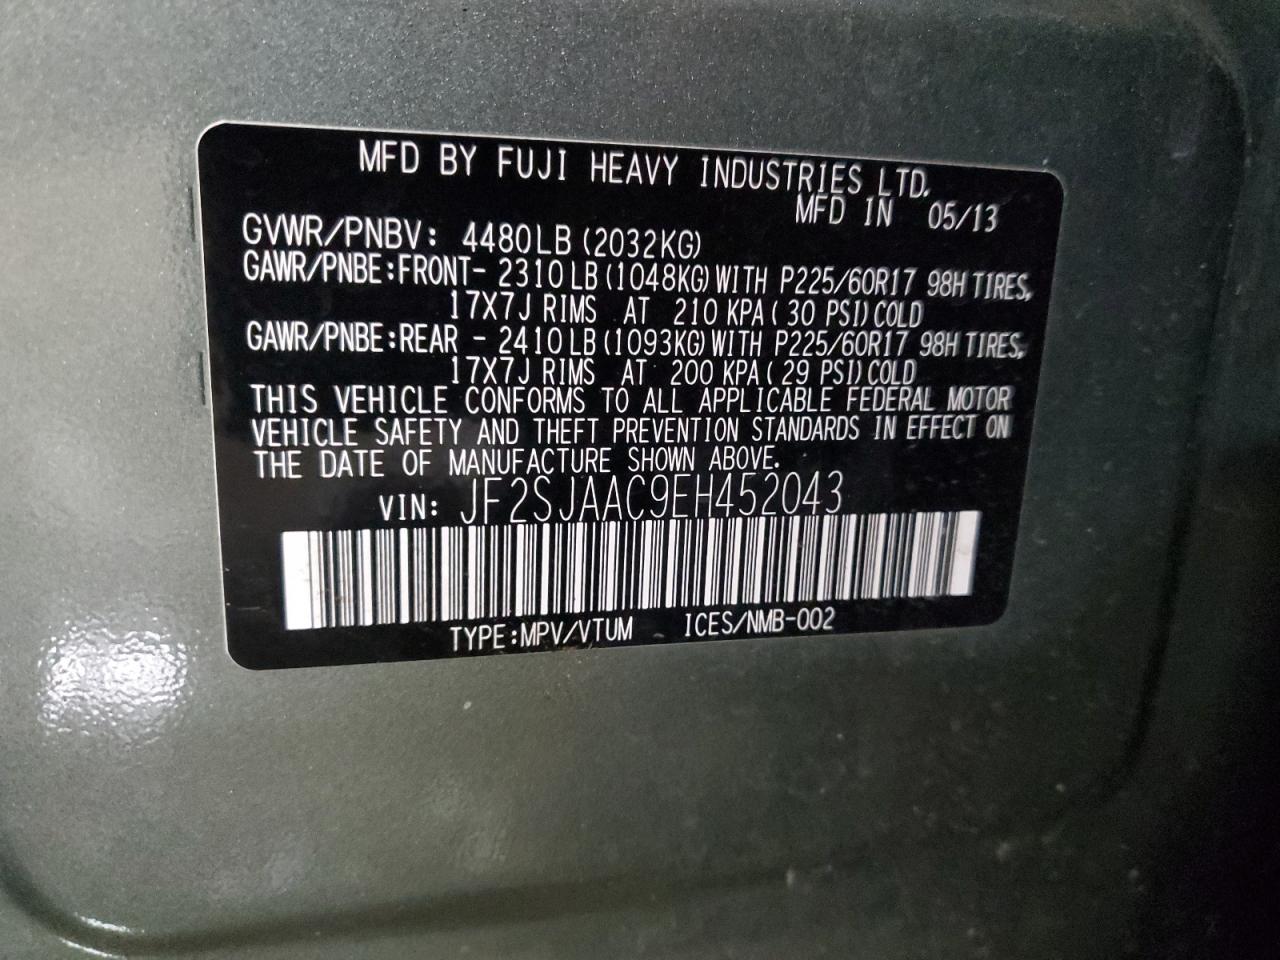 MFD BY FUJI HEAVY INDUSTRIES LTD.
MFD IN 05/13
GVWR/PNBV: 4480LB (2032KG)
GAWR/PNBE:FRONT- 2310 LB (1048KG) WITH P225/60R17 98H TIRES,
17X7J RIMS AT 210 KPA ( 30 PSI) COLD
GAWR/PNBE:REAR - 2410 LB (1093KG) WITH P225/60R17 98H TIRES,
17X7J RIMS AT 200 KPA ( 29 PSI) COLD
THIS VEHICLE CONFORMS TO ALL APPLICABLE FEDERAL MOTOR
VEHICLE SAFETY AND THEFT PREVENTION STANDARDS IN EFFECT ON
THE DATE OF MANUFACTURE SHOWN ABOVE.
VIN: JF2SJAAC9EH452043
TYPE:MPV/VTUM ICES/NMB-002